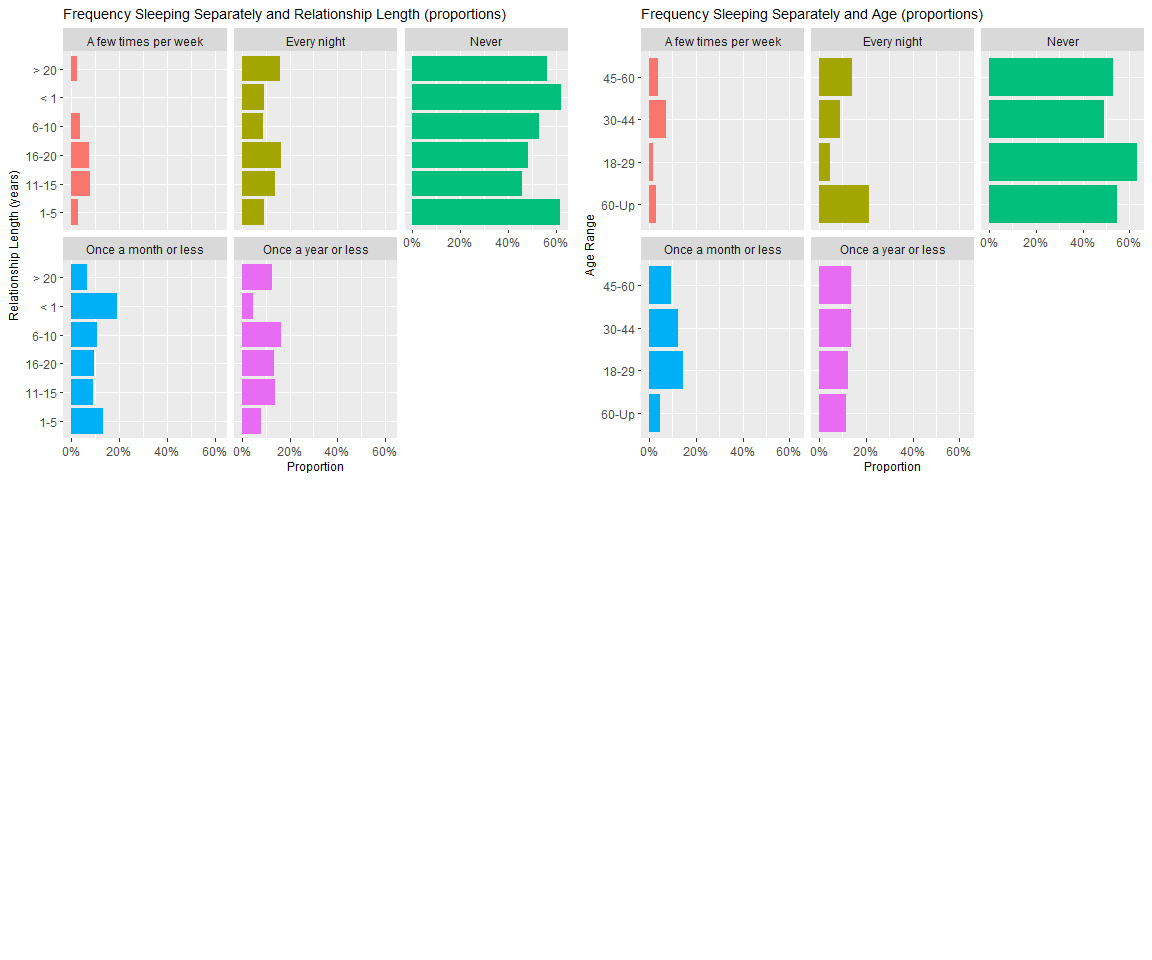 Frequency Sleeping Separately and Relationship Length (proportions)
A few times per week
Every night
Never
> 20
< 1
6-10
16-20
11-15
1-5
0% 20% 40% 60%
Once a month or less
Once a year or less
> 20
< 1
6-10
16-20
11-15
1-5
0% 20% 40% 60%
0% 20% 40% 60%
Proportion
Relationship Length (years)
Frequency Sleeping Separately and Age (proportions)
A few times per week
Every night
Never
45-60
30-44
18-29
60-Up
0% 20% 40% 60%
Once a month or less
Once a year or less
45-60
30-44
18-29
60-Up
0% 20% 40% 60%
0% 20% 40% 60%
Proportion
Age Range